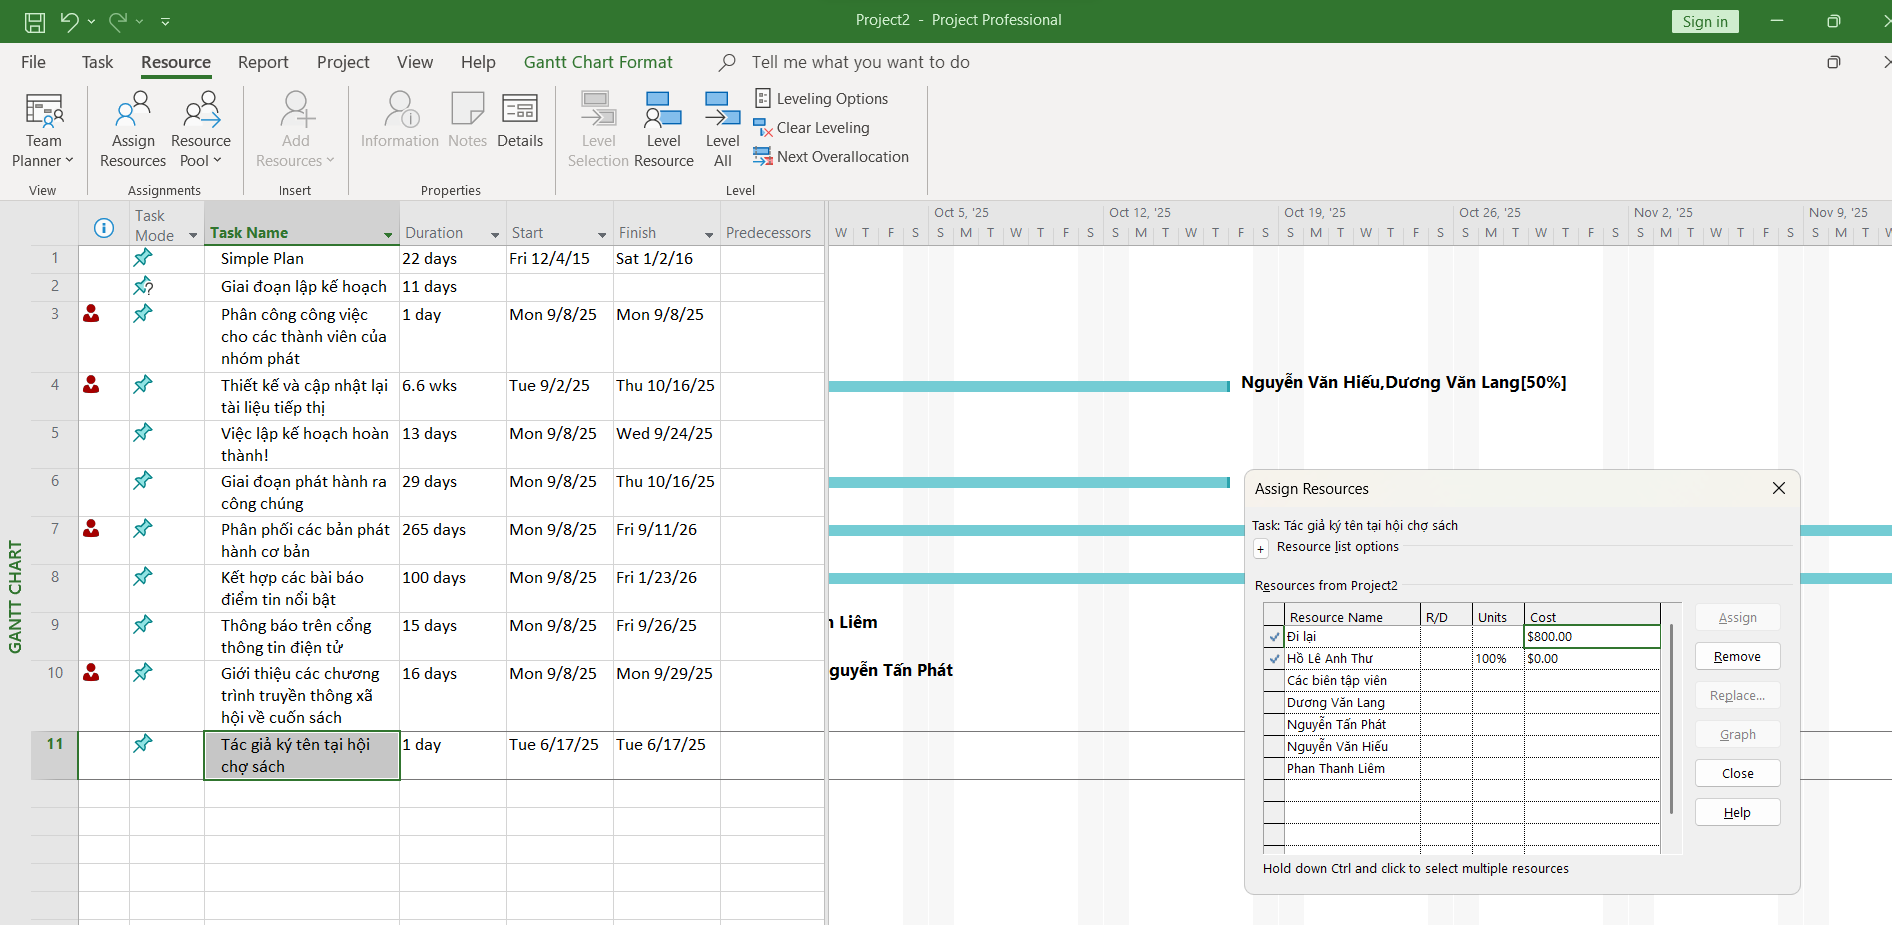 Project2 - Project Professional
Sign in
File Task Resource Report Project View Help Gantt Chart Format Tell me what you want to do
Team Planner
Assign Resources
Resource Pool
Add Resources
Information
Notes
Details
Level Selection
Level Resource
Level All
Leveling Options
Clear Leveling
Next Overallocation
View Assignments Insert Properties Level
GANTT CHART
Task Mode Task Name Duration Start Finish Predecessors
Oct 5, '25 Oct 12, '25 Oct 19, '25 Oct 26, '25 Nov 2, '25 Nov 9, '25
W T F S S M T W T F S S M T W T F S S M T W T F S S M T W T F S S M T W T F S S M T W
1 Simple Plan 22 days Fri 12/4/15 Sat 1/2/16
2 Giai đoạn lập kế hoạch 11 days
3 Phân công công việc 1 day Mon 9/8/25 Mon 9/8/25
cho các thành viên của
nhóm phát
4 Thiết kế và cập nhật lại 6.6 wks Tue 9/2/25 Thu 10/16/25
tài liệu tiếp thị
Nguyễn Văn Hiếu,Dương Văn Lang[50%]
5 Việc lập kế hoạch hoàn 13 days Mon 9/8/25 Wed 9/24/25
thành!
6 Giai đoạn phát hành ra 29 days Mon 9/8/25 Thu 10/16/25
công chúng
7 Phân phối các bản phát 265 days Mon 9/8/25 Fri 9/11/26
hành cơ bản
8 Kết hợp các bài báo 100 days Mon 9/8/25 Fri 1/23/26
điểm tin nổi bật
9 Thông báo trên cổng 15 days Mon 9/8/25 Fri 9/26/25
thông tin điện tử
Liêm
10 Giới thiệu các chương 16 days Mon 9/8/25 Mon 9/29/25
trình truyền thông xã
hội về cuốn sách
guyễn Tấn Phát
11 Tác giả ký tên tại hội 1 day Tue 6/17/25 Tue 6/17/25
chợ sách
Assign Resources
Task: Tác giả ký tên tại hội chợ sách
+ Resource list options
Resources from Project2
Resource Name R/D Units Cost
Đi lại $800.00
Hồ Lê Anh Thư 100% $0.00
Các biên tập viên
Dương Văn Lang
Nguyễn Tấn Phát
Nguyễn Văn Hiếu
Phan Thanh Liêm
Assign
Remove
Replace...
Graph
Close
Help
Hold down Ctrl and click to select multiple resources